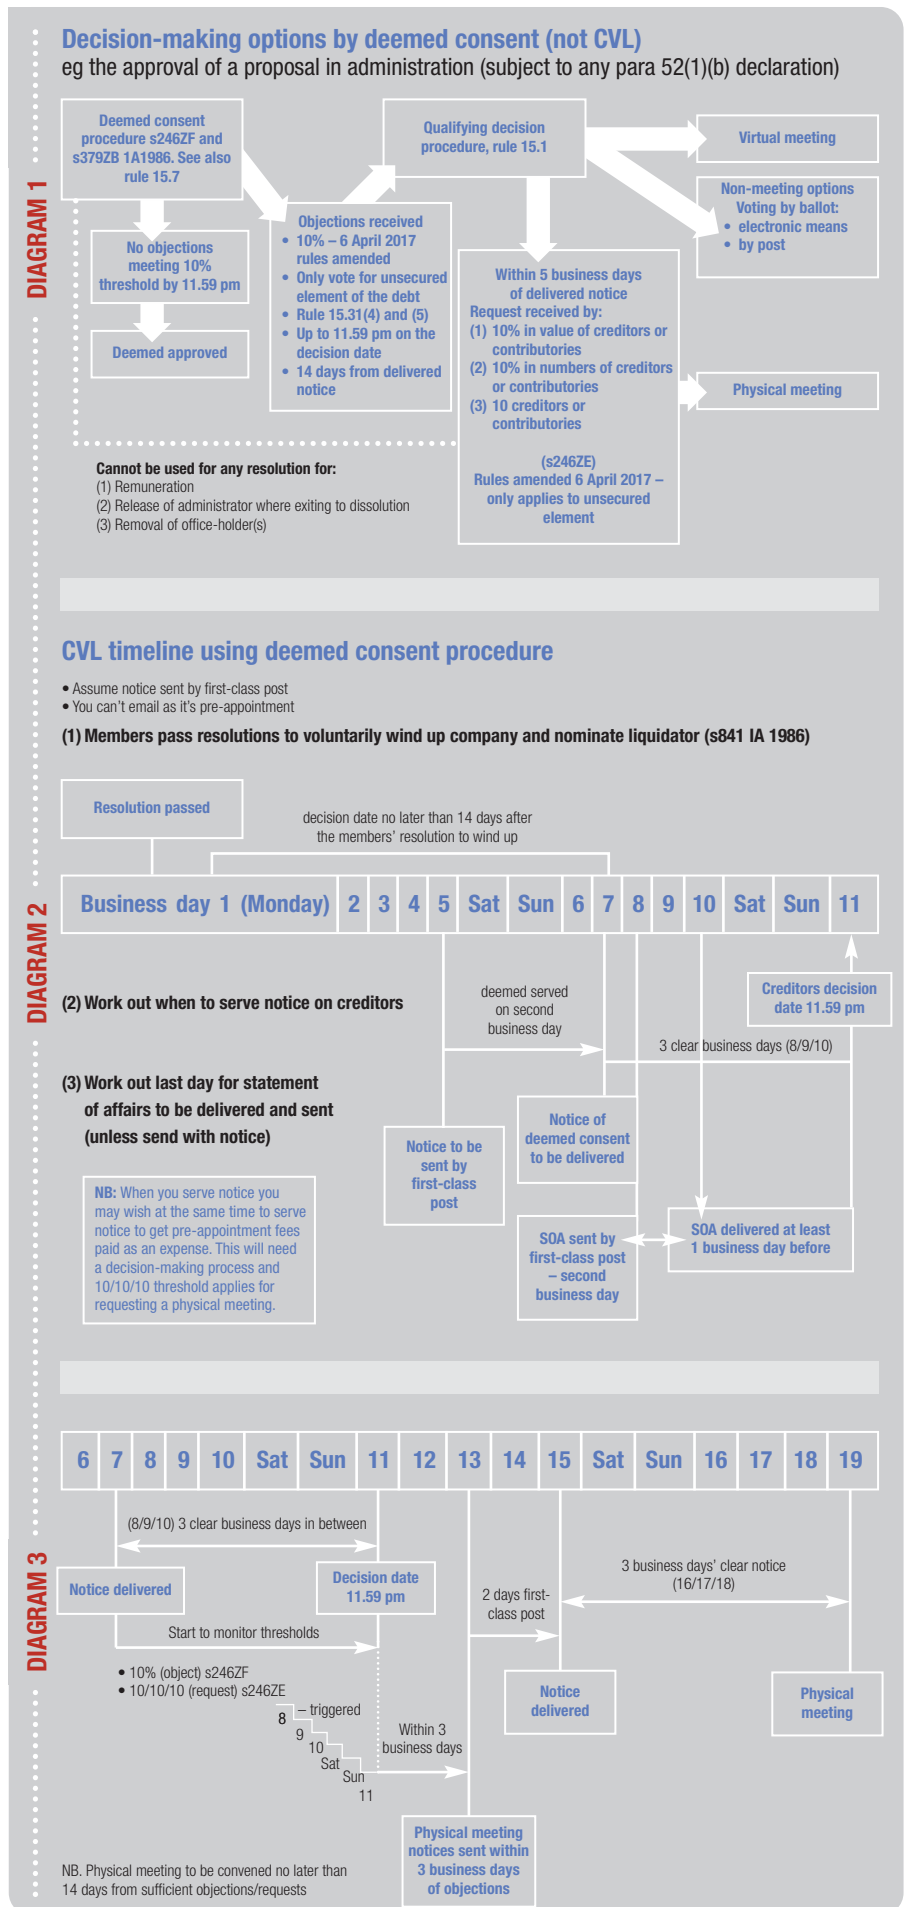 DIAGRAM 1
Decision-making options by deemed consent (not CVL)
eg the approval of a proposal in administration (subject to any para 52(1)(b) declaration)
Deemed consent
procedure s246ZF and
s379ZB 1A1986. See also
rule 15.7
No objections
meeting 10%
threshold by 11.59 pm
Deemed approved
Objections received
• 10% – 6 April 2017
rules amended
• Only vote for unsecured
element of the debt
• Rule 15.31(4) and (5)
• Up to 11.59 pm on the
decision date
• 14 days from delivered
notice
Qualifying decision
procedure, rule 15.1
Virtual meeting
Non-meeting options
Voting by ballot:
• electronic means
• by post
Within 5 business days
of delivered notice
Request received by:
(1) 10% in value of creditors or
contributories
(2) 10% in numbers of creditors
or contributories
(3) 10 creditors or
contributories
(s246ZE)
Rules amended 6 April 2017 –
only applies to unsecured
element
Physical meeting
Cannot be used for any resolution for:
(1) Remuneration
(2) Release of administrator where exiting to dissolution
(3) Removal of office-holder(s)
DIAGRAM 2
CVL timeline using deemed consent procedure
• Assume notice sent by first-class post
• You can’t email as it’s pre-appointment
(1) Members pass resolutions to voluntarily wind up company and nominate liquidator (s841 IA 1986)
Resolution passed
decision date no later than 14 days after
the members’ resolution to wind up
Business day 1 (Monday) 2 3 4 5 Sat Sun 6 7 8 9 10 Sat Sun 11
(2) Work out when to serve notice on creditors
deemed served
on second
business day
Creditors decision
date 11.59 pm
3 clear business days (8/9/10)
(3) Work out last day for statement
of affairs to be delivered and sent
(unless send with notice)
Notice to be
sent by
first-class
post
Notice of
deemed consent
to be delivered
SOA sent by
first-class post
– second
business day
SOA delivered at least
1 business day before
NB: When you serve notice you
may wish at the same time to serve
notice to get pre-appointment fees
paid as an expense. This will need
a decision-making process and
10/10/10 threshold applies for
requesting a physical meeting.
DIAGRAM 3
6 7 8 9 10 Sat Sun 11 12 13 14 15 Sat Sun 16 17 18 19
(8/9/10) 3 clear business days in between
Notice delivered
Decision date
11.59 pm
Start to monitor thresholds
• 10% (object) s246ZF
• 10/10/10 (request) s246ZE
8 – triggered
9
10
Sat
Sun
11
Within 3
business days
2 days first-
class post
3 business days’ clear notice
(16/17/18)
Notice
delivered
Physical
meeting
Physical meeting
notices sent within
3 business days
of objections
NB. Physical meeting to be convened no later than
14 days from sufficient objections/requests